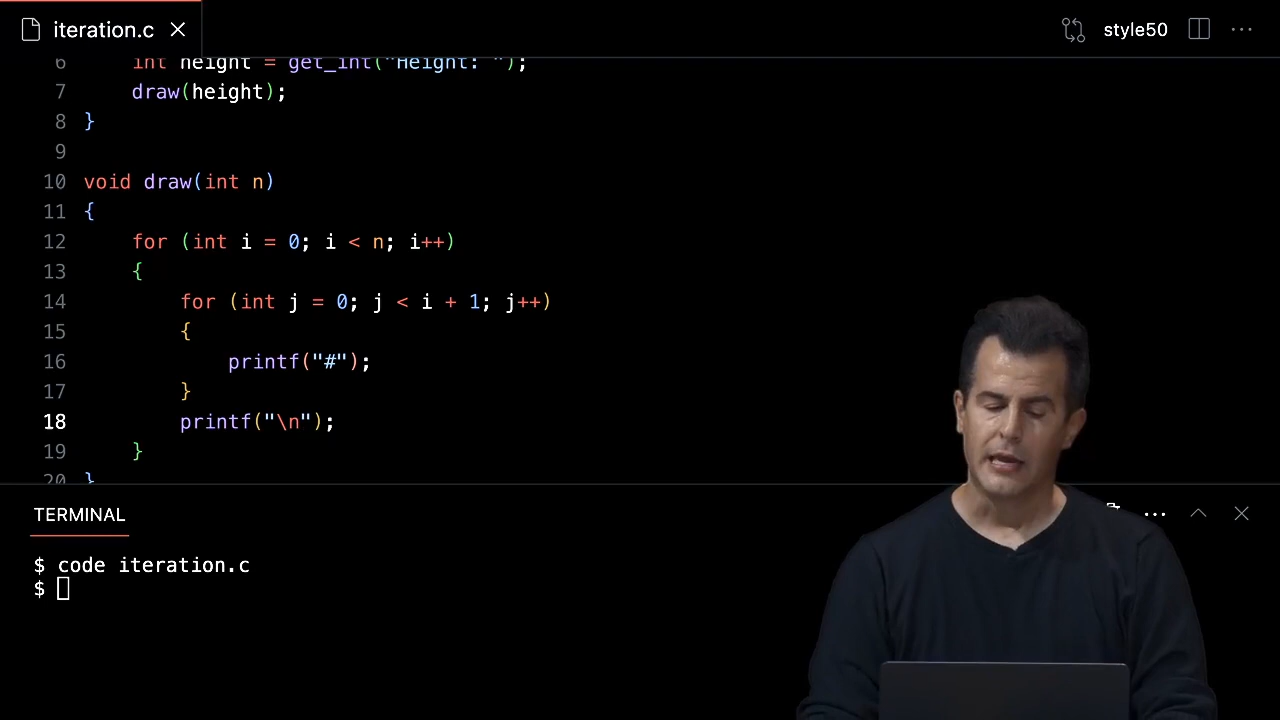 iteration.c
style50
6 int height = get_int("Height: ");
7 draw(height);
8 }
9
10 void draw(int n)
11 {
12 for (int i = 0; i < n; i++)
13 {
14 for (int j = 0; j < i + 1; j++)
15 {
16 printf("#");
17 }
18 printf("\n");
19 }
20 }
TERMINAL
$ code iteration.c
$